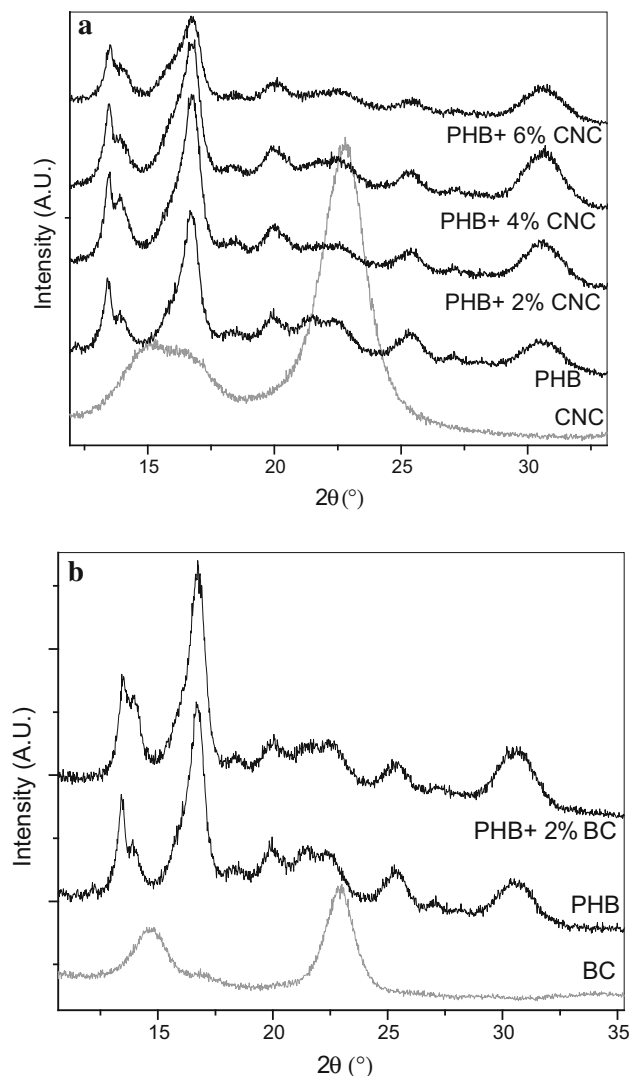 a
Intensity (A.U.)
PHB+ 6% CNC
PHB+ 4% CNC
PHB+ 2% CNC
PHB
CNC
15 20 25 30
2θ (°)
b
Intensity (A.U.)
PHB+ 2% BC
PHB
BC
15 20 25 30 35
2θ (°)